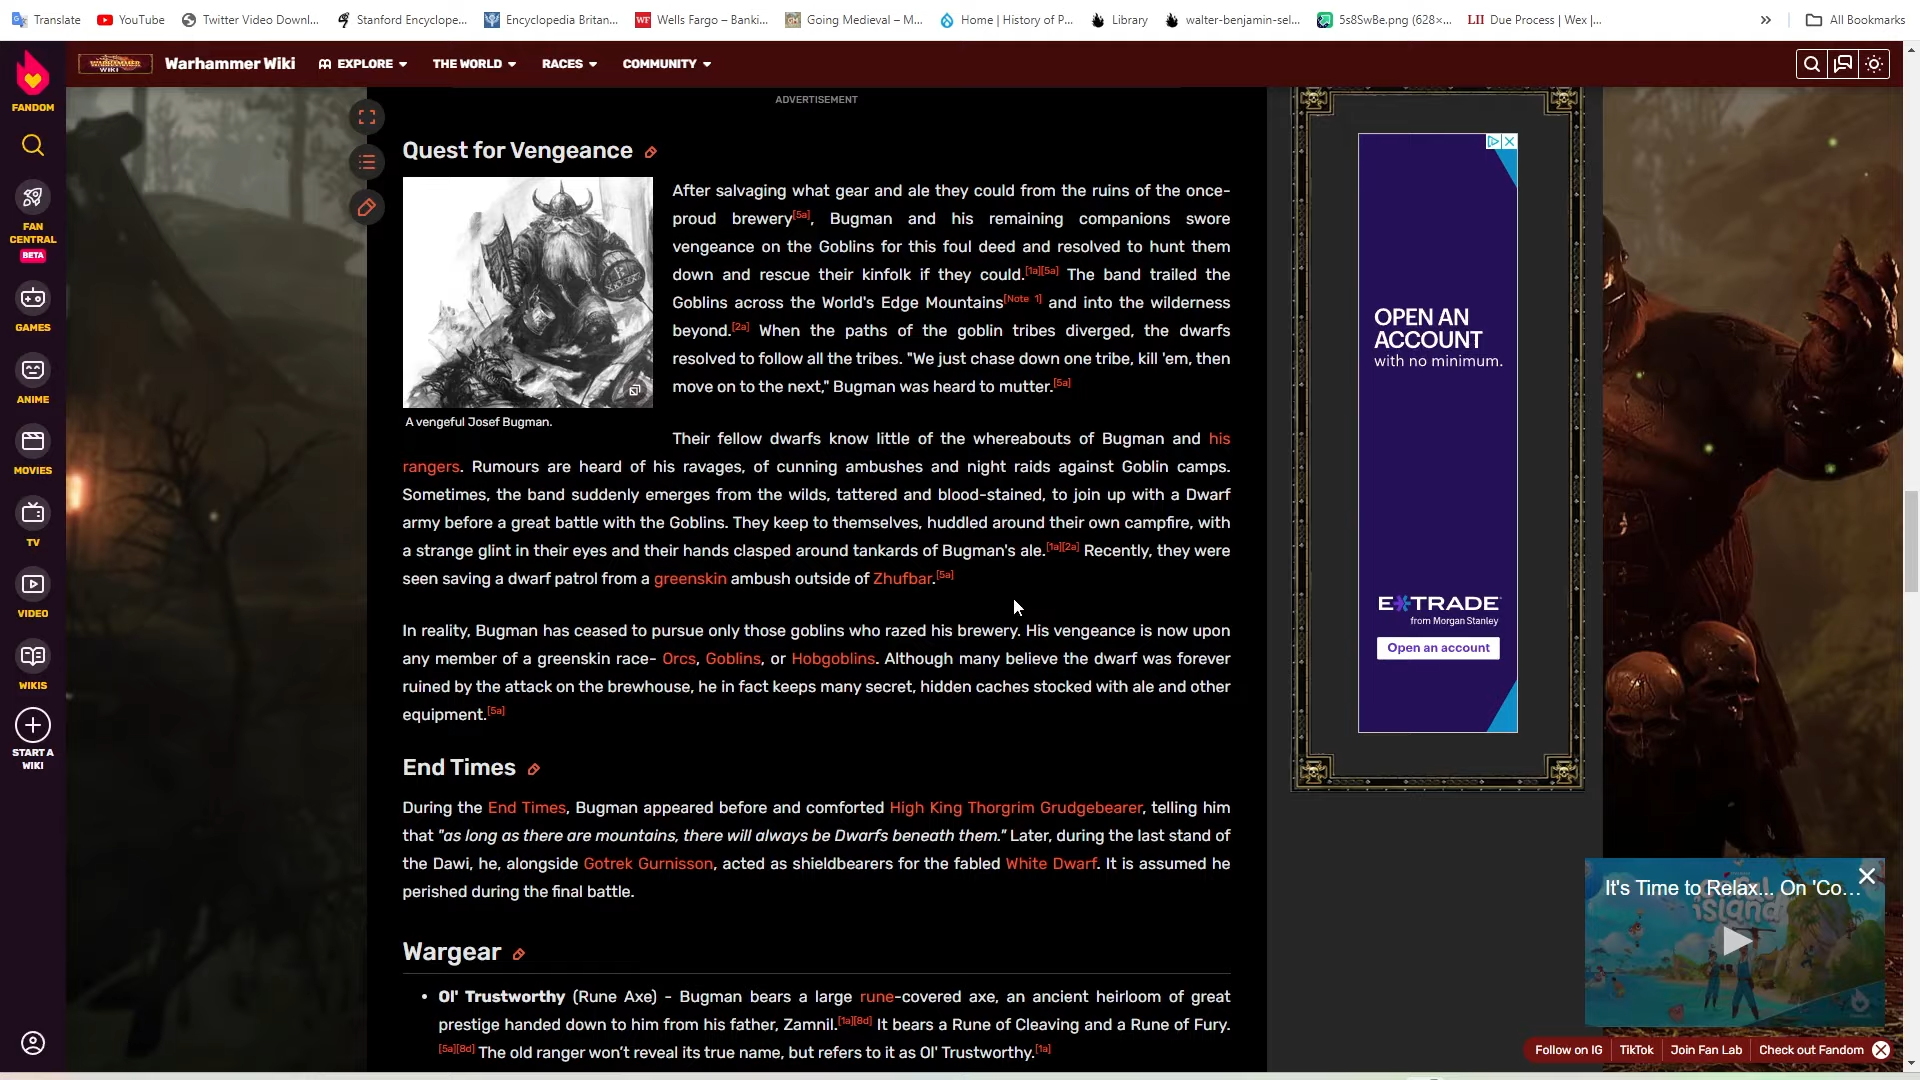 Translate YouTube Twitter Video Downl... Stanford Encyclope... Encyclopedia Britan... Wells Fargo – Banki... Going Medieval – M... Home | History of P... Library walter-benjamin-sel... 5s8SwBe.png (628×... LII Due Process | Wex |... » All Bookmarks
WARHAMMER WIKI Warhammer Wiki EXPLORE THE WORLD RACES COMMUNITY
FANDOM
FAN CENTRAL
BETA
GAMES
ANIME
MOVIES
TV
VIDEO
WIKIS
START A WIKI
ADVERTISEMENT
Quest for Vengeance
After salvaging what gear and ale they could from the ruins of the once-
proud brewery[5a], Bugman and his remaining companions swore
vengeance on the Goblins for this foul deed and resolved to hunt them
down and rescue their kinfolk if they could.[1a][5a] The band trailed the
Goblins across the World's Edge Mountains[Note 1] and into the wilderness
beyond.[2a] When the paths of the goblin tribes diverged, the dwarfs
resolved to follow all the tribes. "We just chase down one tribe, kill 'em, then
move on to the next," Bugman was heard to mutter.[5a]
A vengeful Josef Bugman.
Their fellow dwarfs know little of the whereabouts of Bugman and his
rangers. Rumours are heard of his ravages, of cunning ambushes and night raids against Goblin camps.
Sometimes, the band suddenly emerges from the wilds, tattered and blood-stained, to join up with a Dwarf
army before a great battle with the Goblins. They keep to themselves, huddled around their own campfire, with
a strange glint in their eyes and their hands clasped around tankards of Bugman's ale.[1a][2a] Recently, they were
seen saving a dwarf patrol from a greenskin ambush outside of Zhufbar.[5a]
In reality, Bugman has ceased to pursue only those goblins who razed his brewery. His vengeance is now upon
any member of a greenskin race- Orcs, Goblins, or Hobgoblins. Although many believe the dwarf was forever
ruined by the attack on the brewhouse, he in fact keeps many secret, hidden caches stocked with ale and other
equipment.[5a]
End Times
During the End Times, Bugman appeared before and comforted High King Thorgrim Grudgebearer, telling him
that "as long as there are mountains, there will always be Dwarfs beneath them." Later, during the last stand of
the Dawi, he, alongside Gotrek Gurnisson, acted as shieldbearers for the fabled White Dwarf. It is assumed he
perished during the final battle.
Wargear
• Ol' Trustworthy (Rune Axe) - Bugman bears a large rune-covered axe, an ancient heirloom of great
prestige handed down to him from his father, Zamnil.[1a][8d] It bears a Rune of Cleaving and a Rune of Fury.
[5a][8d] The old ranger won't reveal its true name, but refers to it as Ol' Trustworthy.[1a]
OPEN AN
ACCOUNT
with no minimum.
E*TRADE
from Morgan Stanley
Open an account
It's Time to Relax... On 'Co...
Coral
island
Follow on IG TikTok Join Fan Lab Check out Fandom